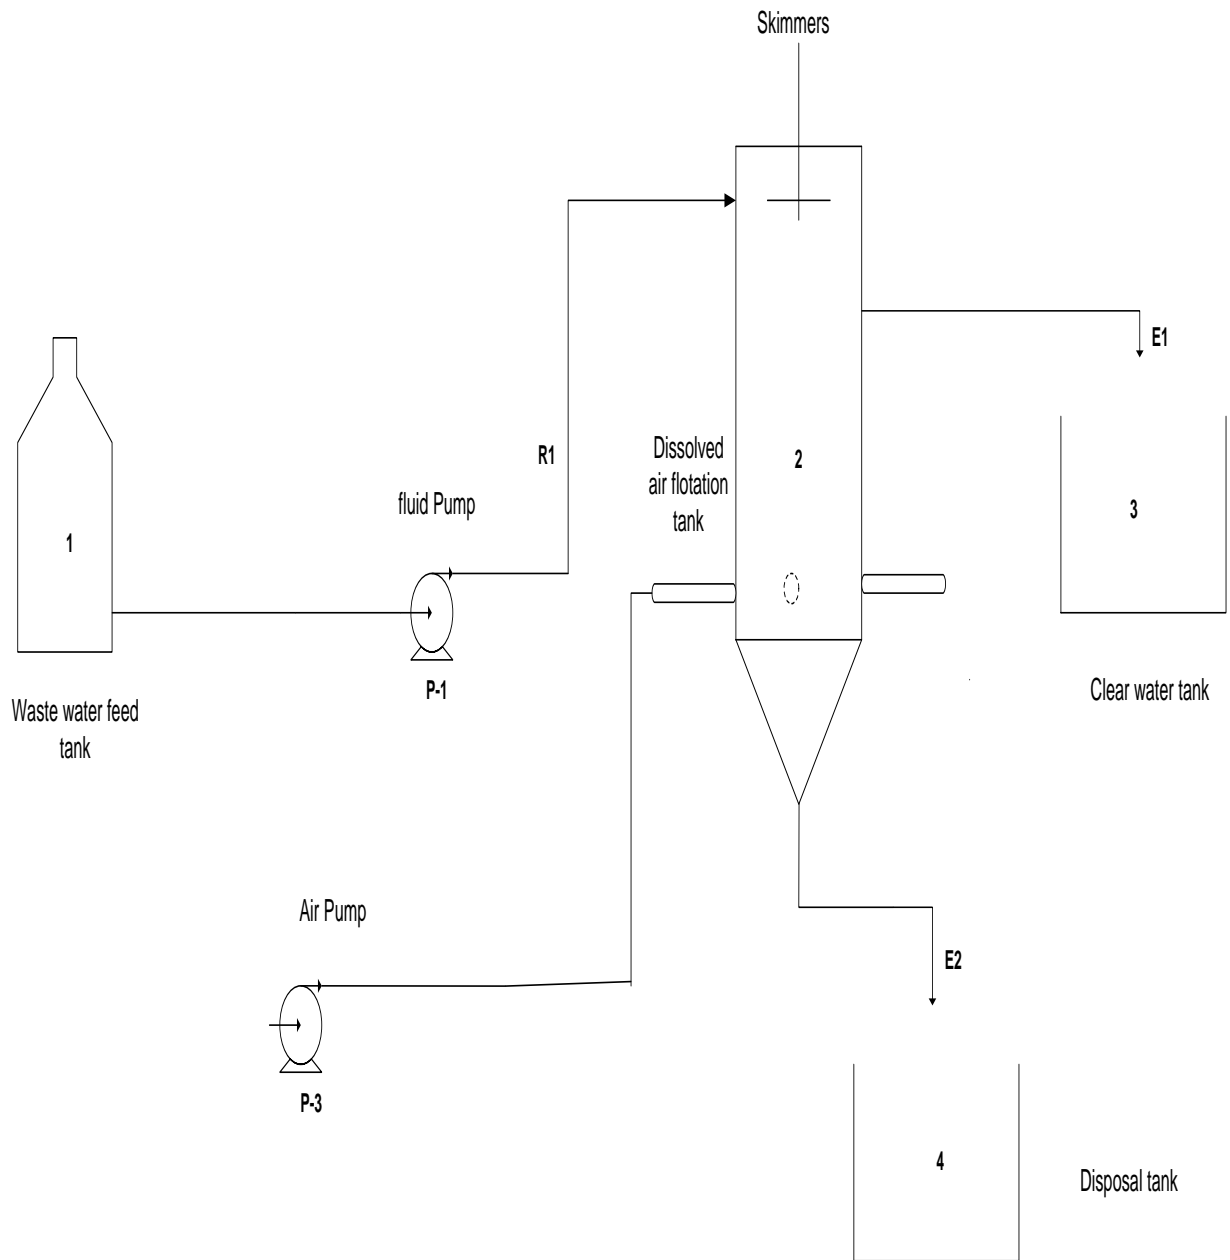 Skimmers
E1
R1
Dissolved
air flotation
tank
2
3
fluid Pump
1
P-1
Clear water tank
Waste water feed
tank
Air Pump
E2
P-3
4
Disposal tank